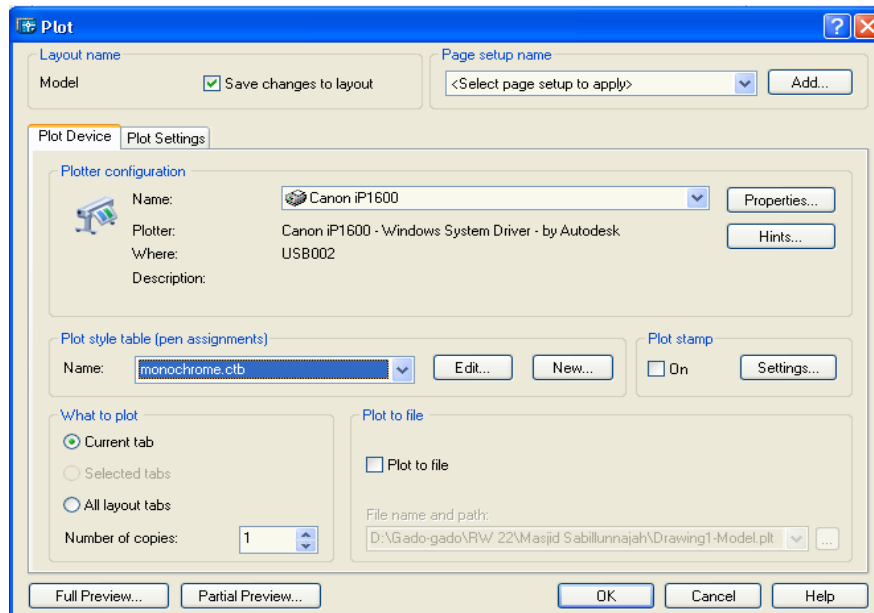 Plot
Layout name
Model
Save changes to layout
Page setup name
<Select page setup to apply>
Add...
Plot Device
Plot Settings
Plotter configuration
Name:
Canon iP1600
Properties...
Plotter:
Canon iP1600 - Windows System Driver - by Autodesk
Hints...
Where:
USB002
Description:
Plot style table (pen assignments)
Name:
monochrome.ctb
Edit...
New...
Plot stamp
On
Settings...
What to plot
Current tab
Selected tabs
All layout tabs
Number of copies:
1
Plot to file
Plot to file
File name and path:
D:\Gado-gado\RW 22\Masjid Sabillunnajah\Drawing1-Model.plt
...
Full Preview...
Partial Preview...
OK
Cancel
Help